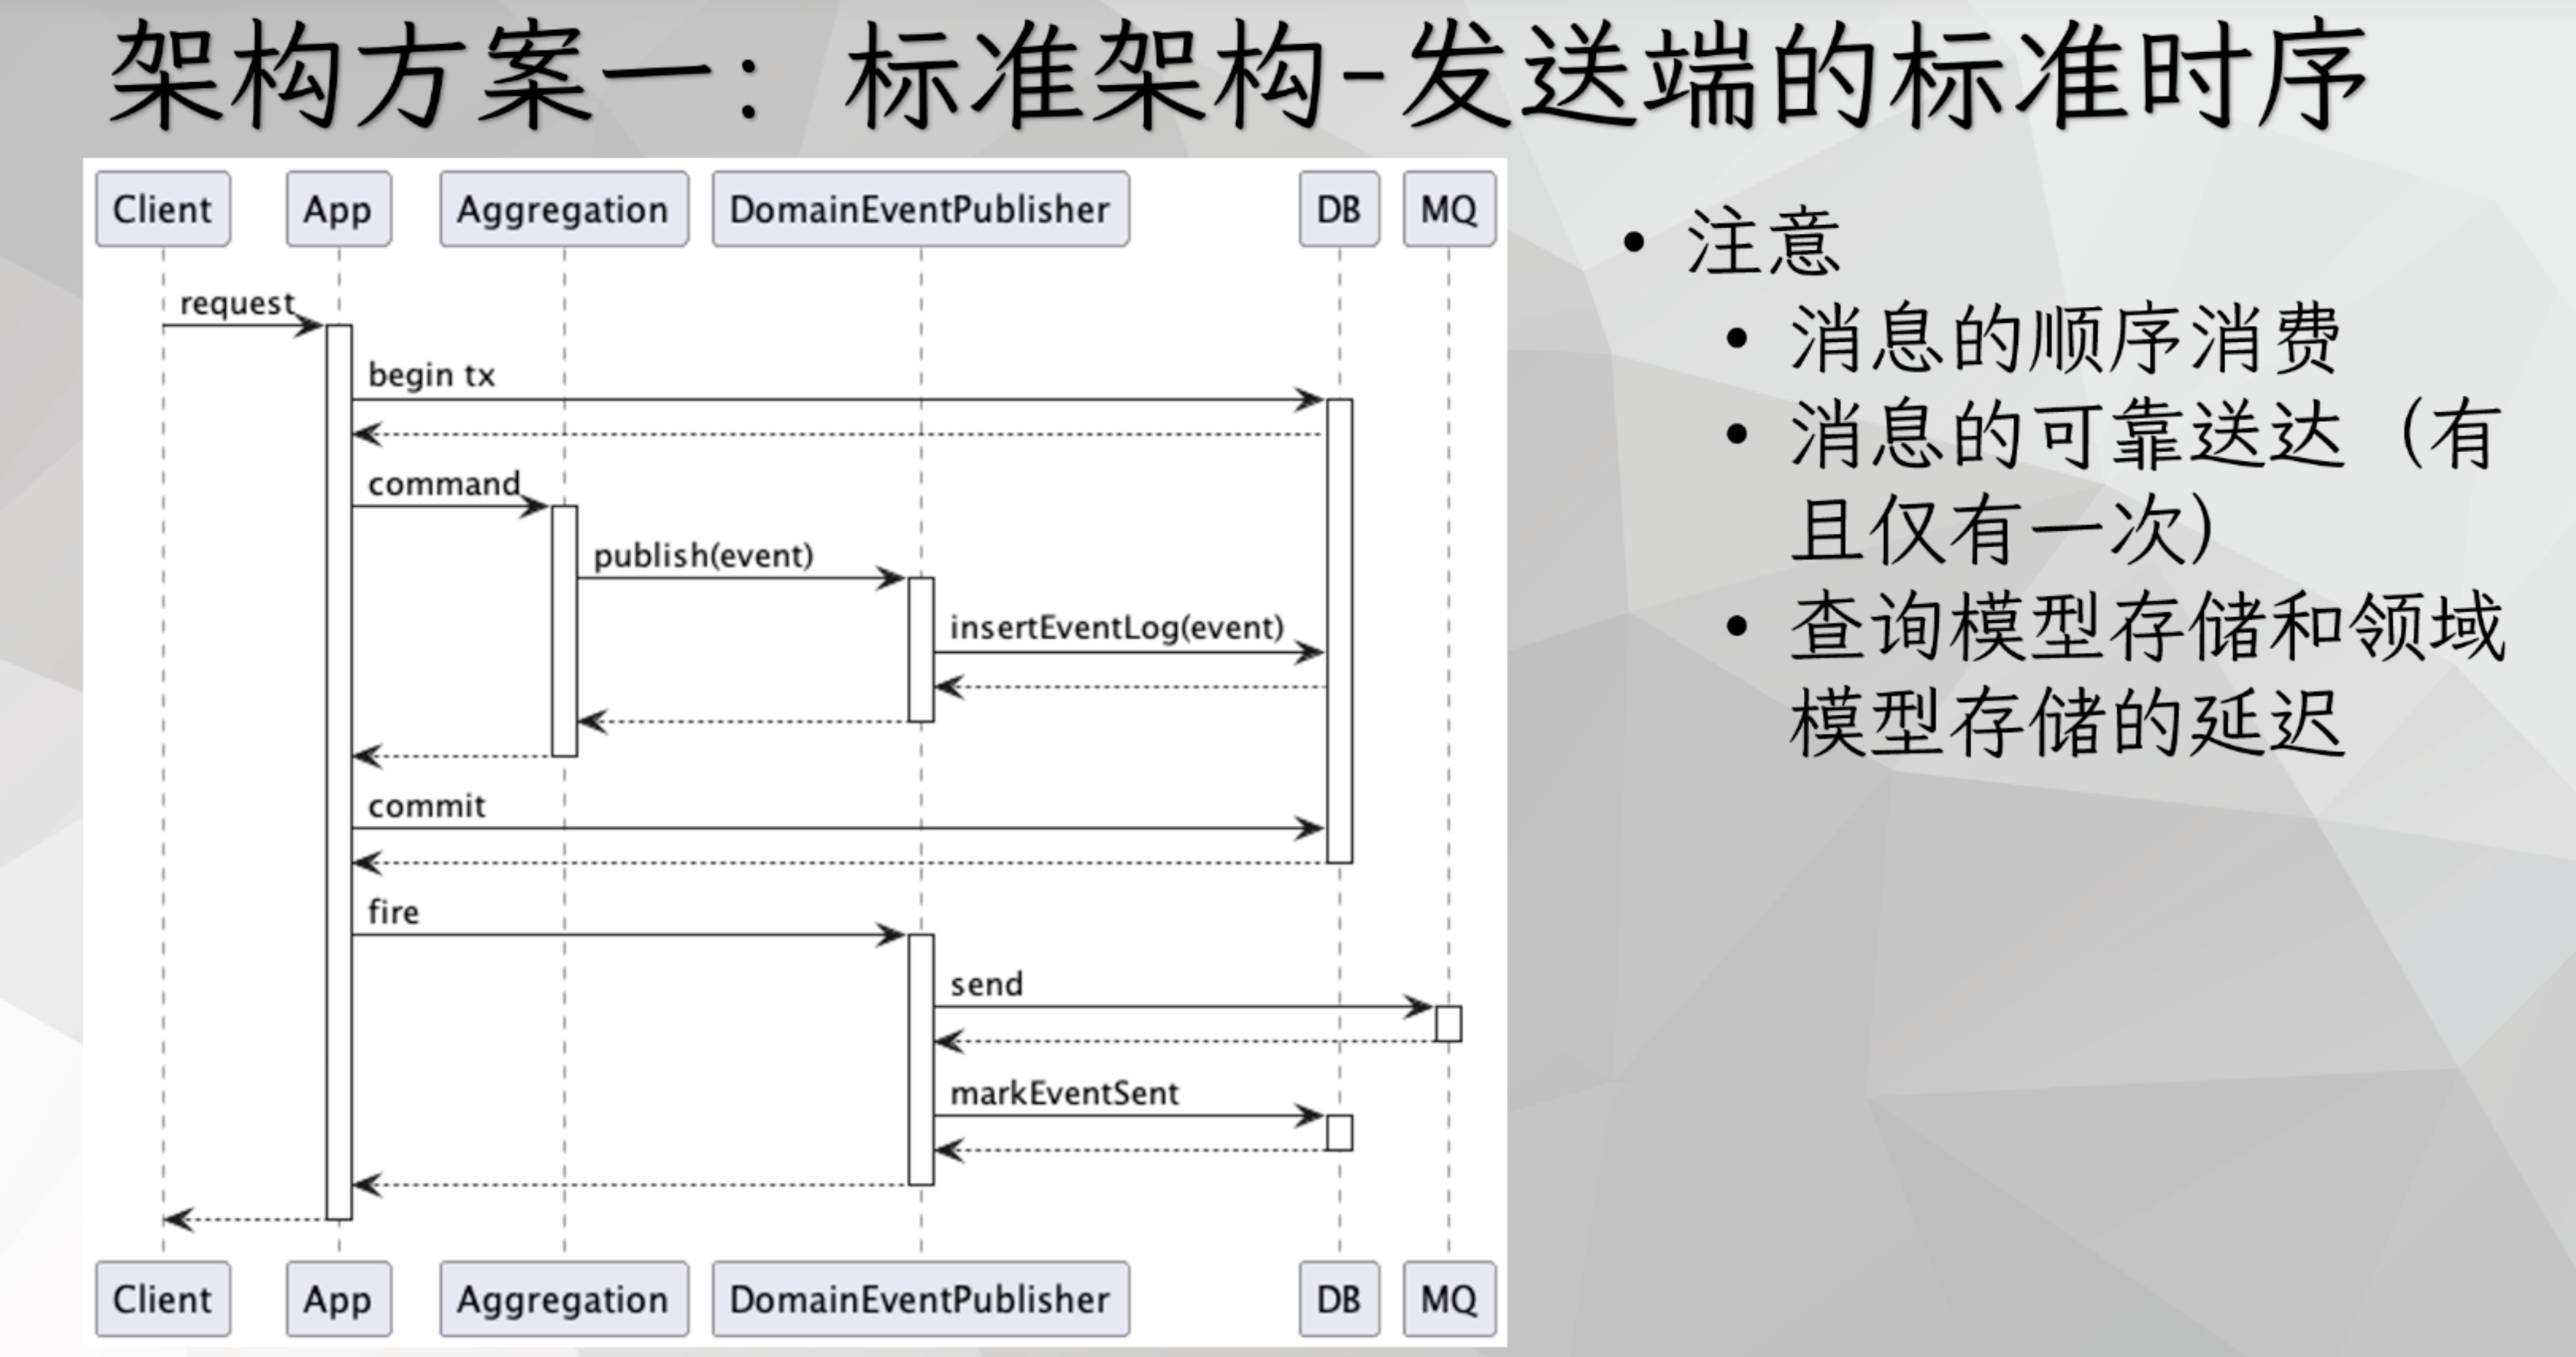 架构方案一：标准架构-发送端的标准时序
Client App Aggregation DomainEventPublisher DB MQ
request
begin tx
command
publish(event)
insertEventLog(event)
commit
fire
send
markEventSent
Client App Aggregation DomainEventPublisher DB MQ
• 注意
• 消息的顺序消费
• 消息的可靠送达（有
且仅有一次）
• 查询模型存储和领域
模型存储的延迟